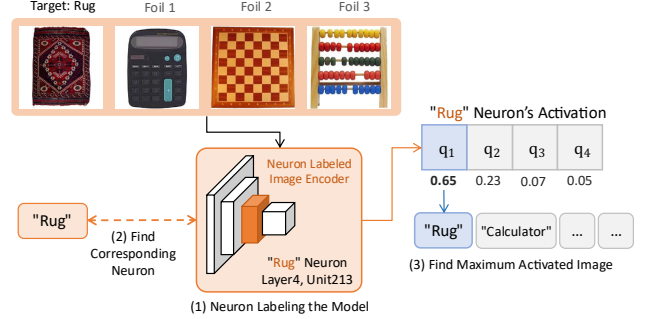 Target: Rug
Foil 1
Foil 2
Foil 3
"Rug" Neuron's Activation
q1
q2
q3
q4
0.65
0.23
0.07
0.05
Neuron Labeled
Image Encoder
"Rug"
(2) Find
Corresponding
Neuron
"Rug" Neuron
Layer4, Unit213
"Rug"
"Calculator"
...
...
(3) Find Maximum Activated Image
(1) Neuron Labeling the Model